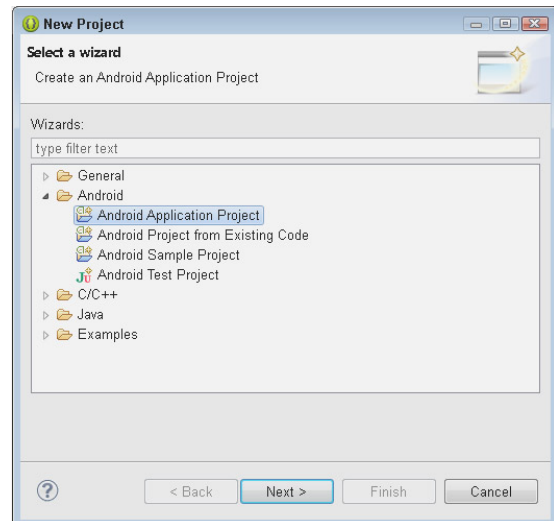 New Project
Select a wizard
Create an Android Application Project
Wizards:
type filter text
General
Android
Android Application Project
Android Project from Existing Code
Android Sample Project
Android Test Project
C/C++
Java
Examples
< Back Next > Finish Cancel